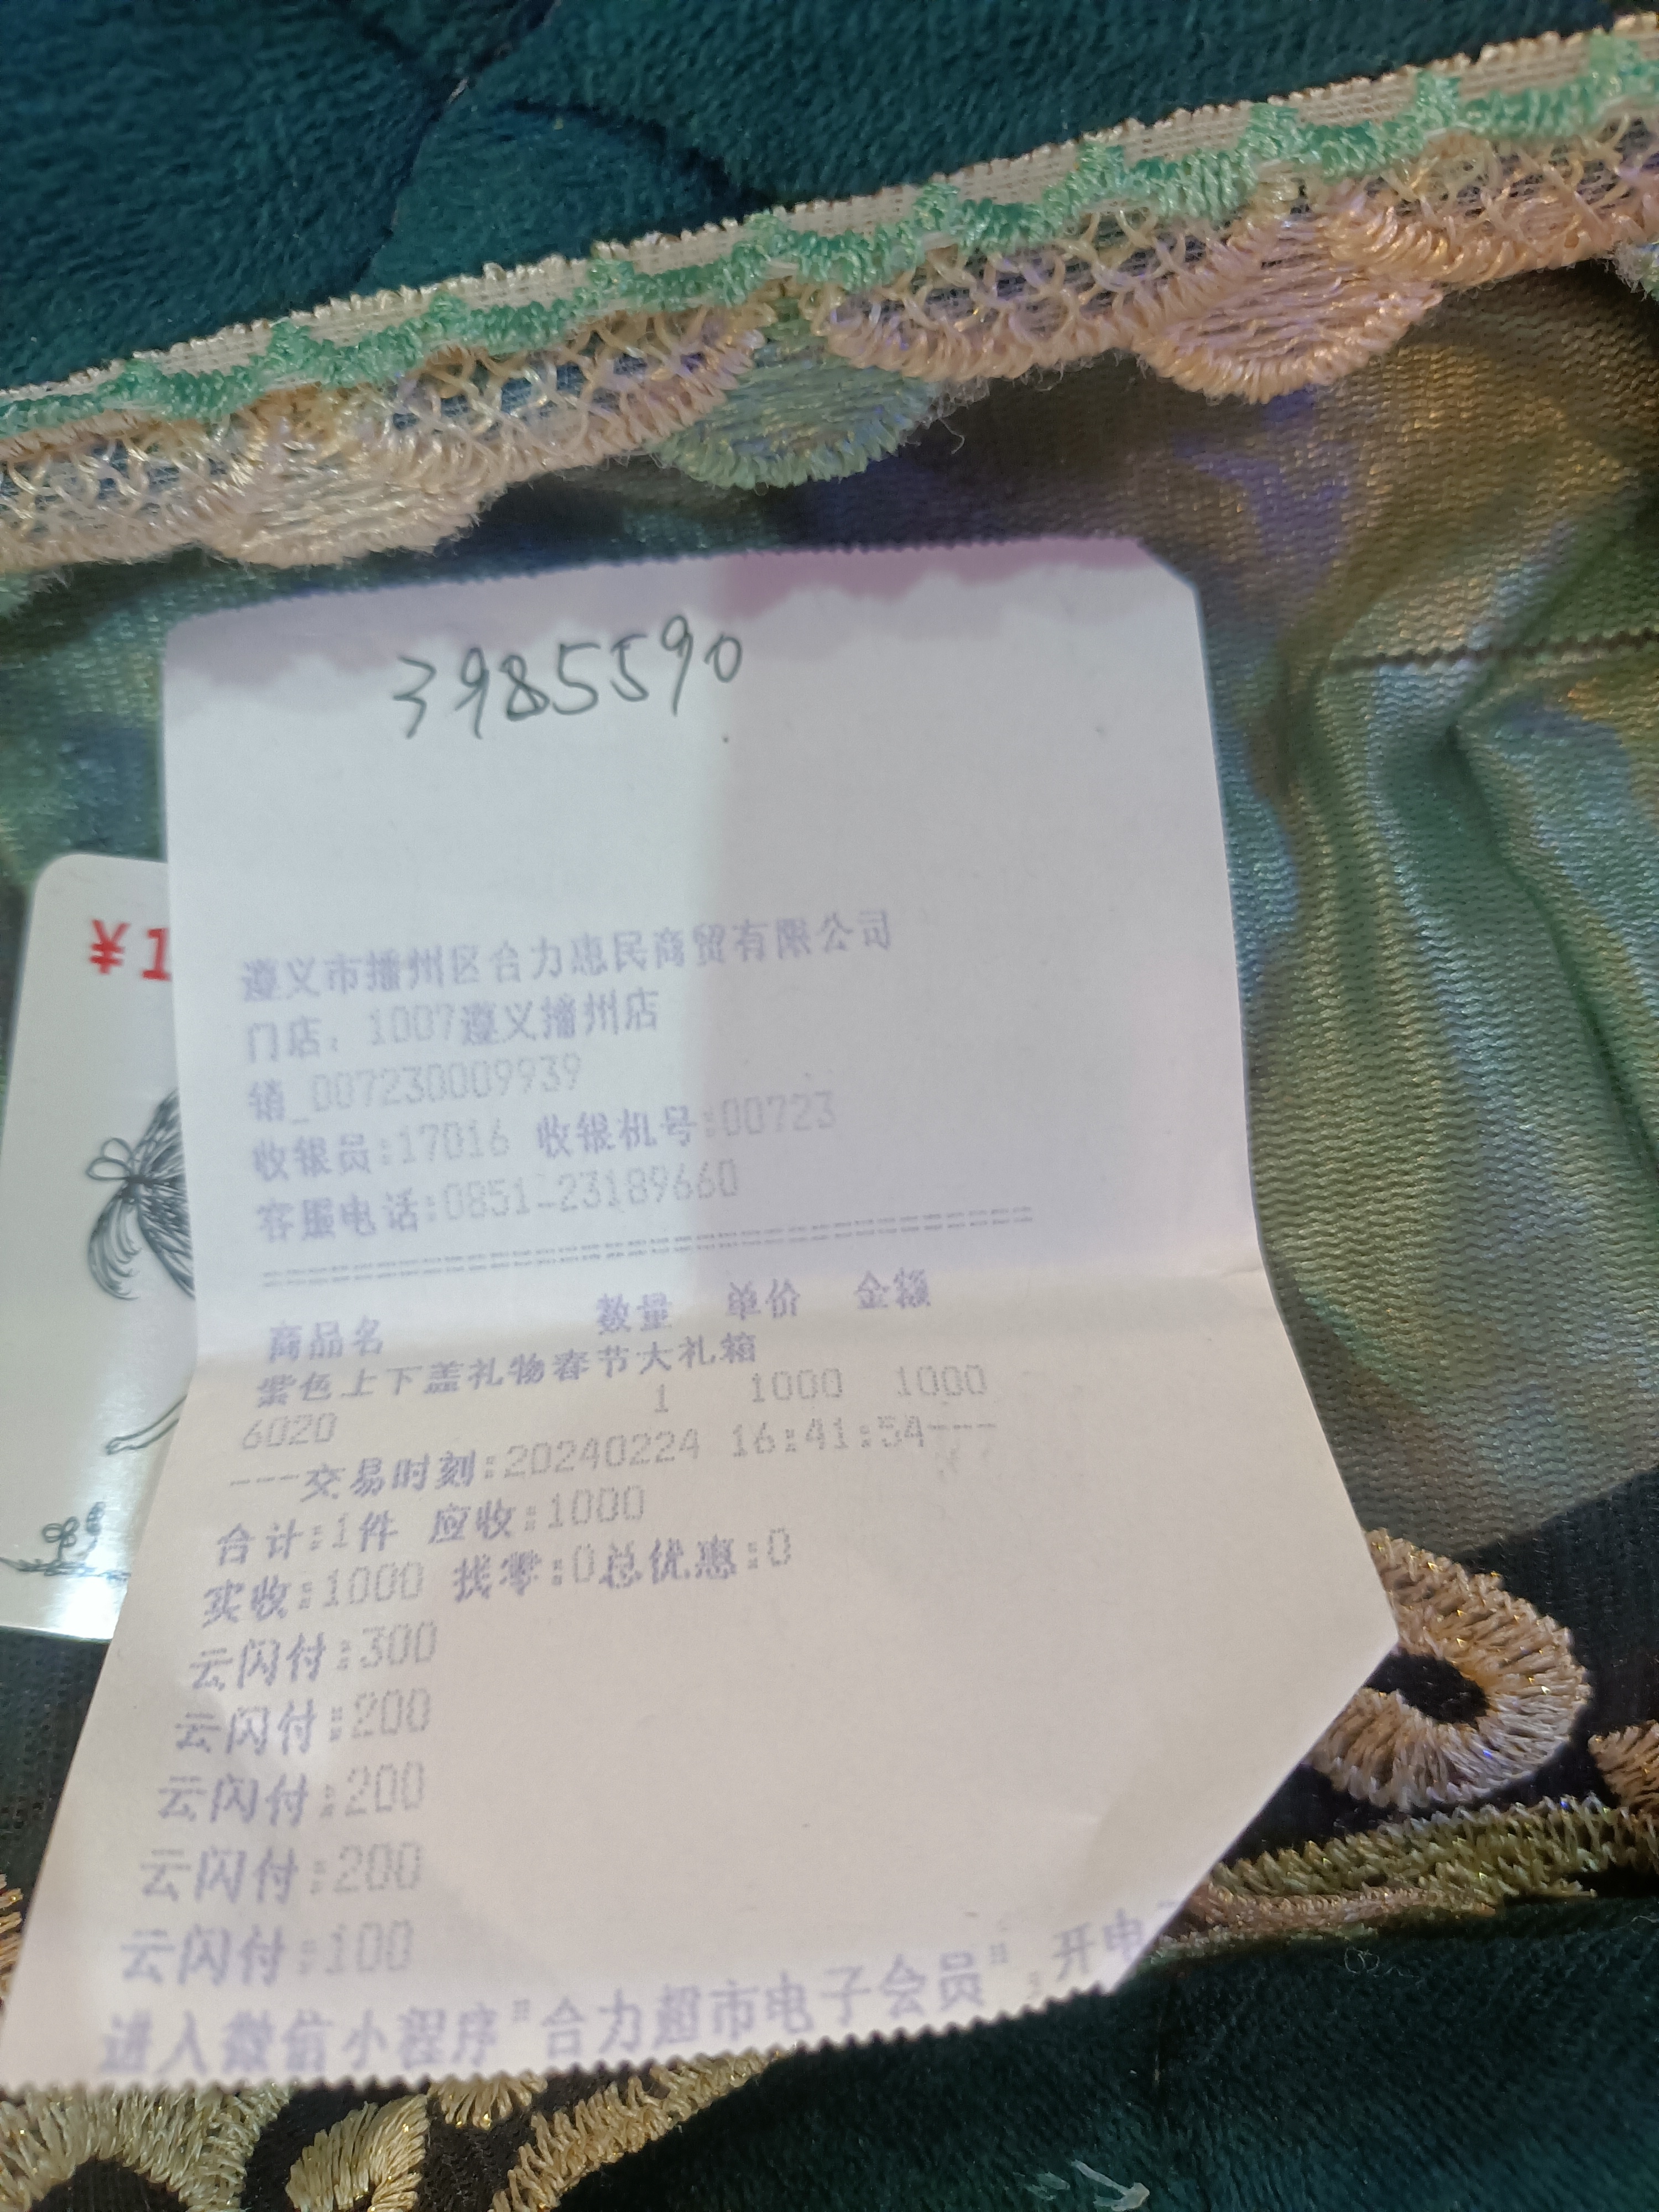 3985590
¥1
遵义市播州区合力惠民商贸有限公司
门店：1007遵义播州店
销_007230009939
收银员:17016 收银机号:00723
客服电话:0851-23189660
商品名 数量 单价 金额
紫色上下盖礼物春节大礼箱
6020 1 1000 1000
---交易时刻:20240224 16:41:54---
合计:1件 应收:1000
实收:1000 找零:0总优惠:0
云闪付:300
云闪付:200
云闪付:200
云闪付:200
云闪付:100
进入微信小程序"合力超市电子会员",开电